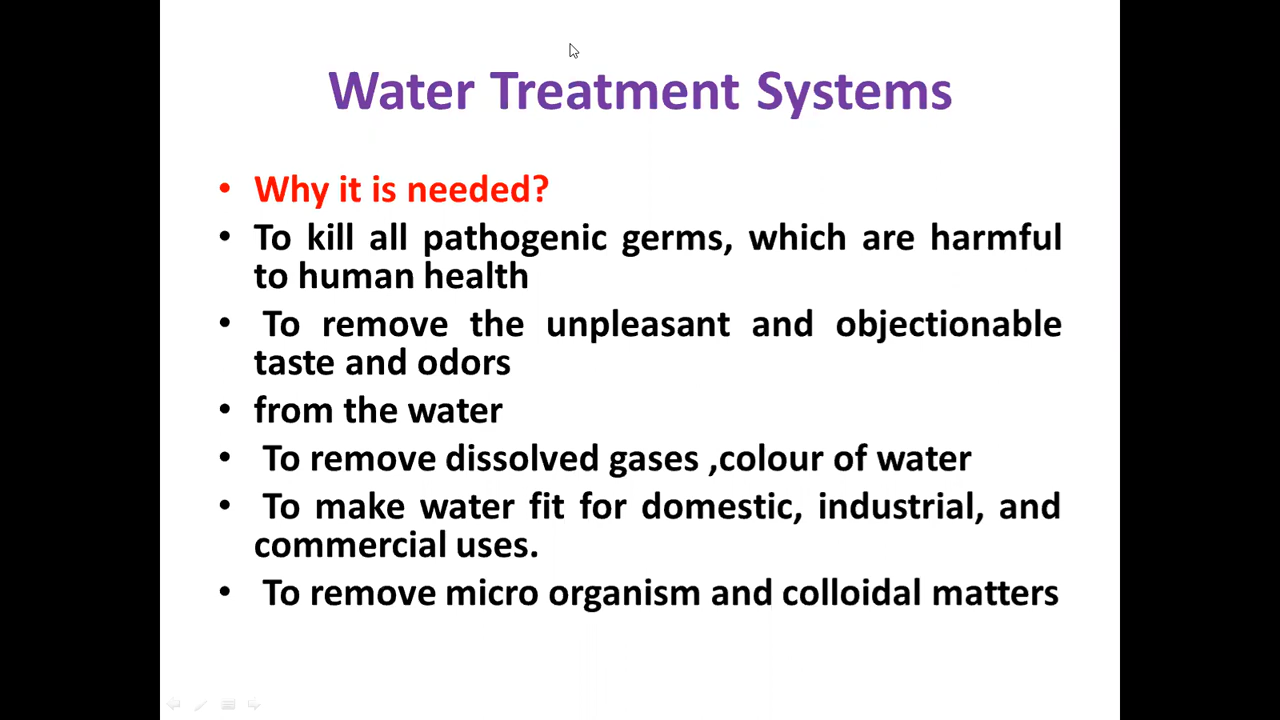 Water Treatment Systems
• Why it is needed?
• To kill all pathogenic germs, which are harmful
to human health
• To remove the unpleasant and objectionable
taste and odors
• from the water
• To remove dissolved gases ,colour of water
• To make water fit for domestic, industrial, and
commercial uses.
• To remove micro organism and colloidal matters